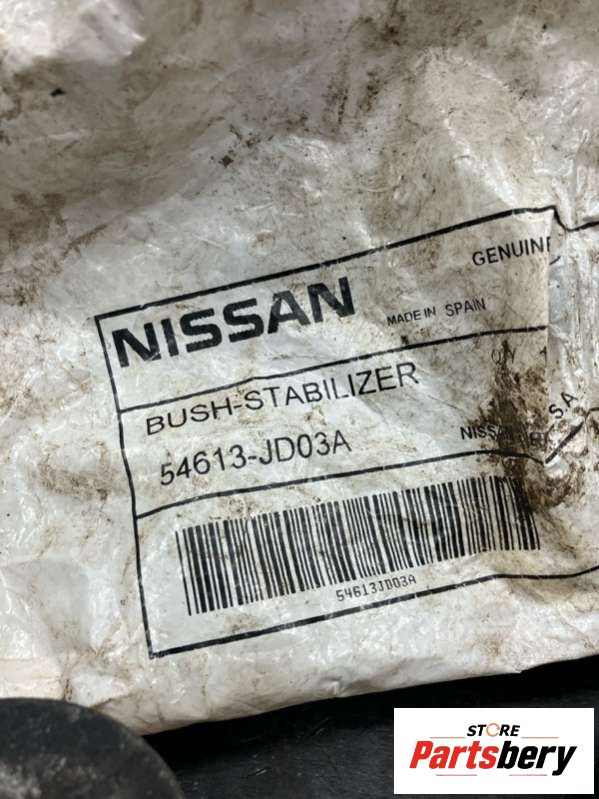 GENUINE
NISSAN
MADE IN SPAIN
BUSH-STABILIZER
54613-JD03A
54613JD03A
STORE
Partsbery